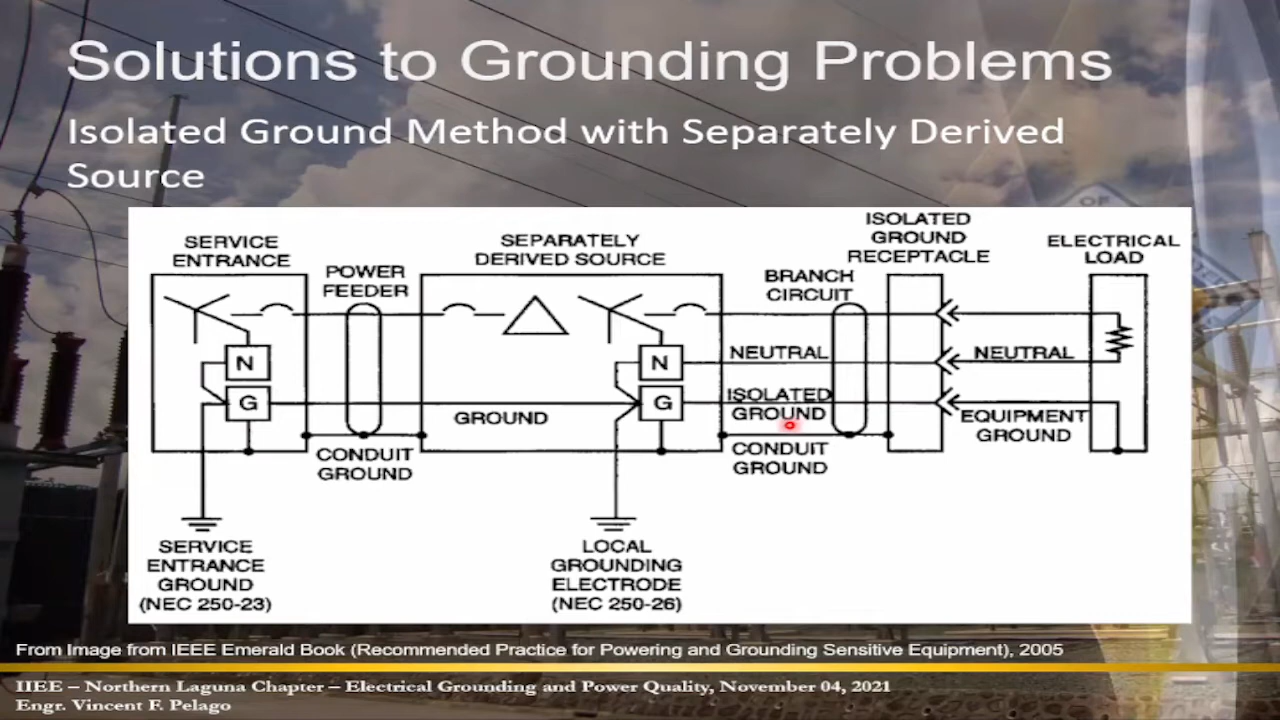 Solutions to Grounding Problems
Isolated Ground Method with Separately Derived
Source
SERVICE
ENTRANCE
POWER
FEEDER
SEPARATELY
DERIVED SOURCE
BRANCH
CIRCUIT
ISOLATED
GROUND
RECEPTACLE
ELECTRICAL
LOAD
N
G
GROUND
CONDUIT
GROUND
N
G
NEUTRAL
ISOLATED
GROUND
CONDUIT
GROUND
NEUTRAL
EQUIPMENT
GROUND
SERVICE
ENTRANCE
GROUND
(NEC 250-23)
LOCAL
GROUNDING
ELECTRODE
(NEC 250-26)
From Image from IEEE Emerald Book (Recommended Practice for Powering and Grounding Sensitive Equipment), 2005
IIEE – Northern Laguna Chapter – Electrical Grounding and Power Quality, November 04, 2021
Engr. Vincent F. Pelago